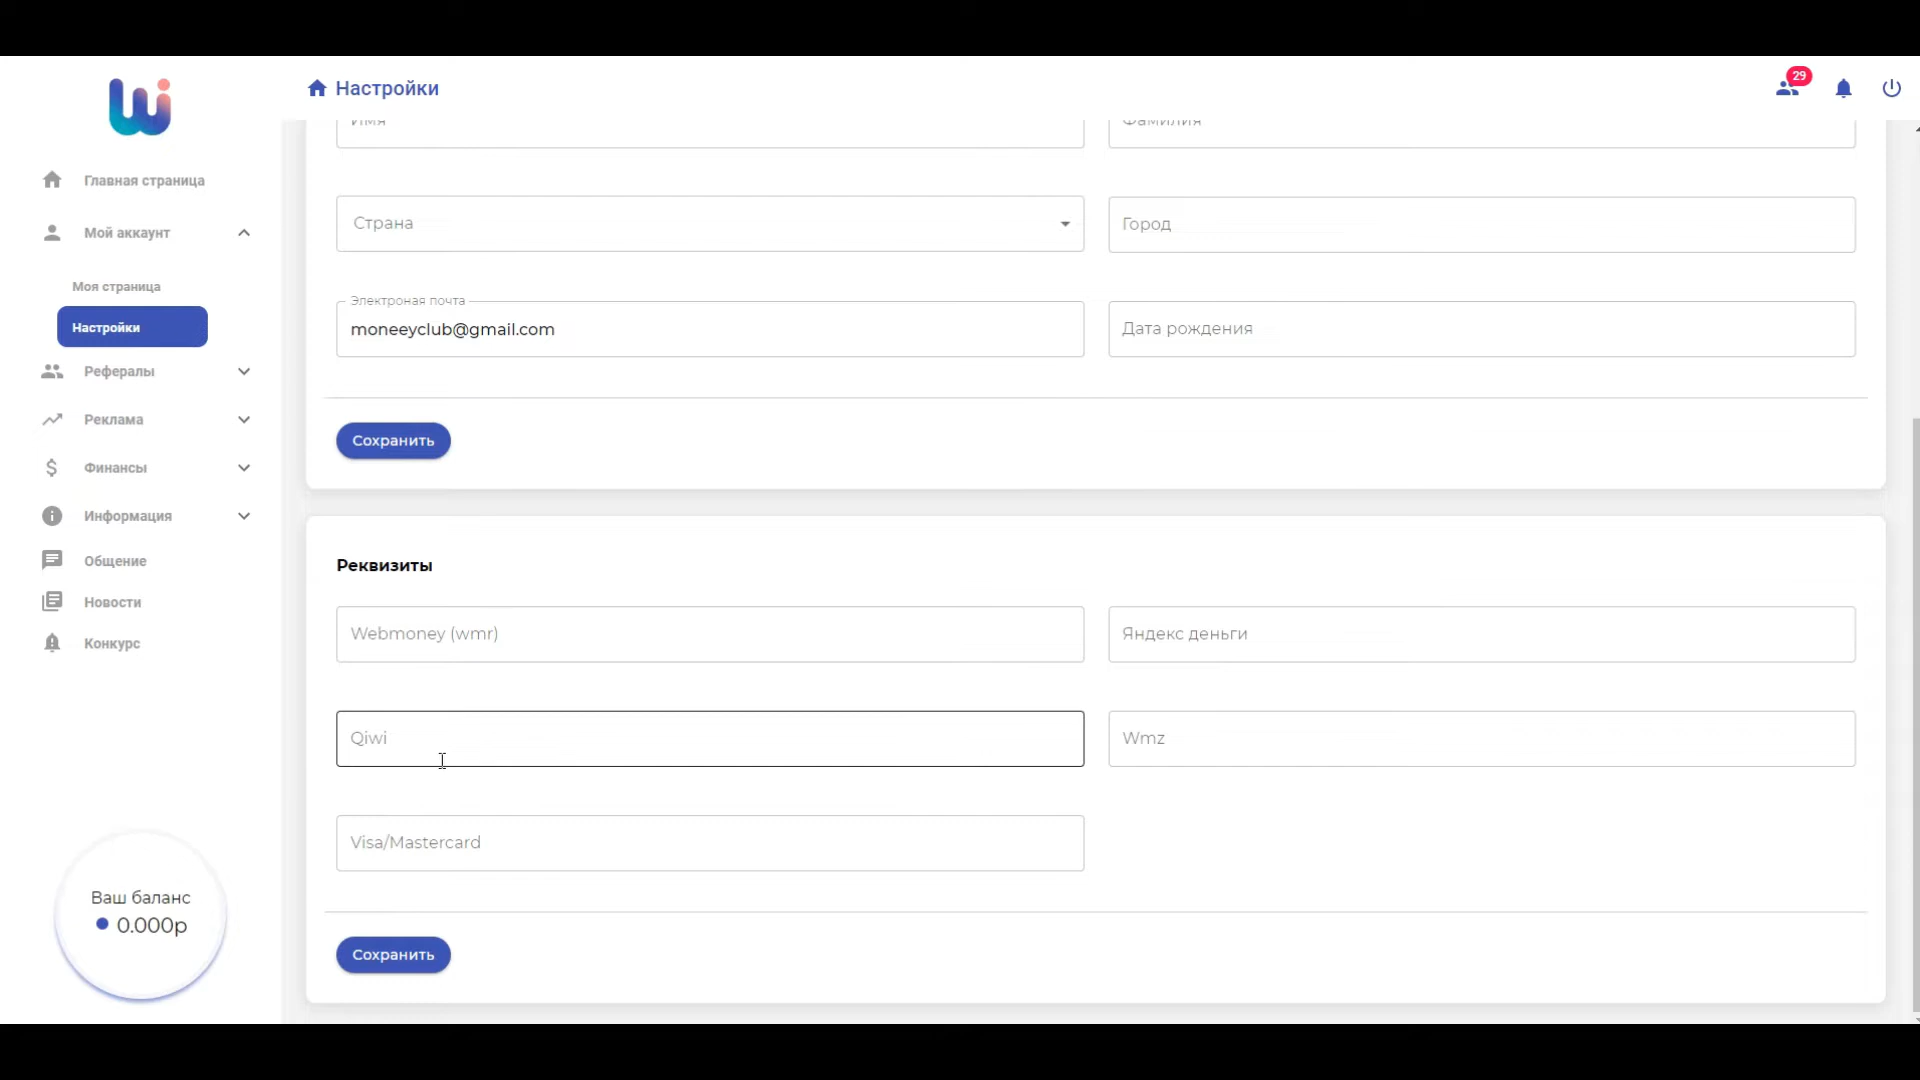 Настройки
29
Главная страница
Мой аккаунт
Моя страница
Настройки
Рефералы
Реклама
Финансы
Информация
Общение
Новости
Конкурс
Ваш баланс
0.000р
Имя
Фамилия
Страна
Город
Электроная почта
moneeyclub@gmail.com
Дата рождения
Сохранить
Реквизиты
Webmoney (wmr)
Яндекс деньги
Qiwi
Wmz
Visa/Mastercard
Сохранить